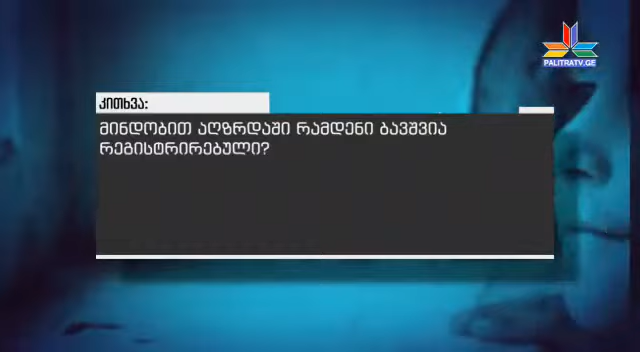 PALITRATV.GE
კითხვა:
მინდობით აღზრდაში რამდენი ბავშვია
რეგისტრირებული?